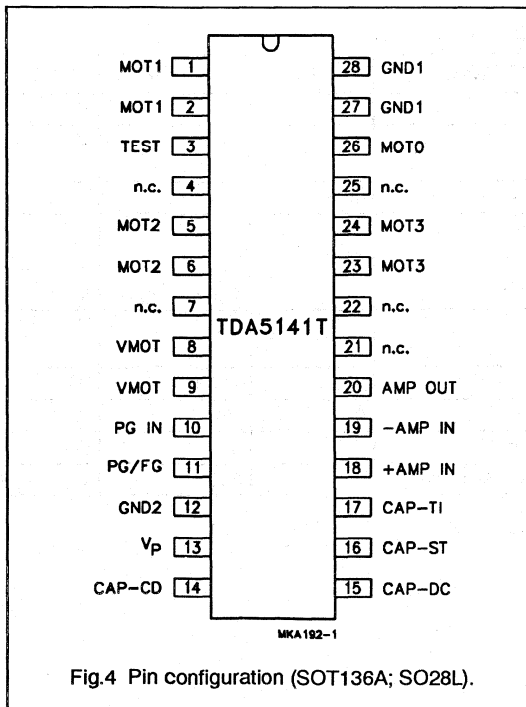 MOT1 1 28 GND1
MOT1 2 27 GND1
TEST 3 26 MOT0
n.c. 4 25 n.c.
MOT2 5 24 MOT3
MOT2 6 23 MOT3
n.c. 7 22 n.c.
TDA5141T
VMOT 8 21 n.c.
VMOT 9 20 AMP OUT
PG IN 10 19 -AMP IN
PG/FG 11 18 +AMP IN
GND2 12 17 CAP-TI
VP 13 16 CAP-ST
CAP-CD 14 15 CAP-DC
MKA192-1
Fig.4 Pin configuration (SOT136A; SO28L).